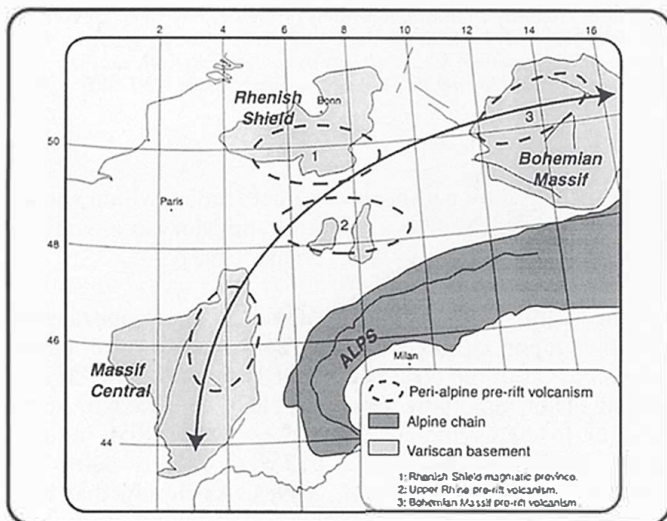 2 4 6 8 10 12 14 16
Rhenish
Shield
Bonn
50
1
3
Bohemian
Massif
Paris
2
48
46
ALPS
Milan
Massif
Central
44
Peri-alpine pre-rift volcanism
Alpine chain
Variscan basement
1: Rhenish Shield magmatic province.
2: Upper Rhine pre-rift volcanism.
3: Bohemian Massif pre-rift volcanism.